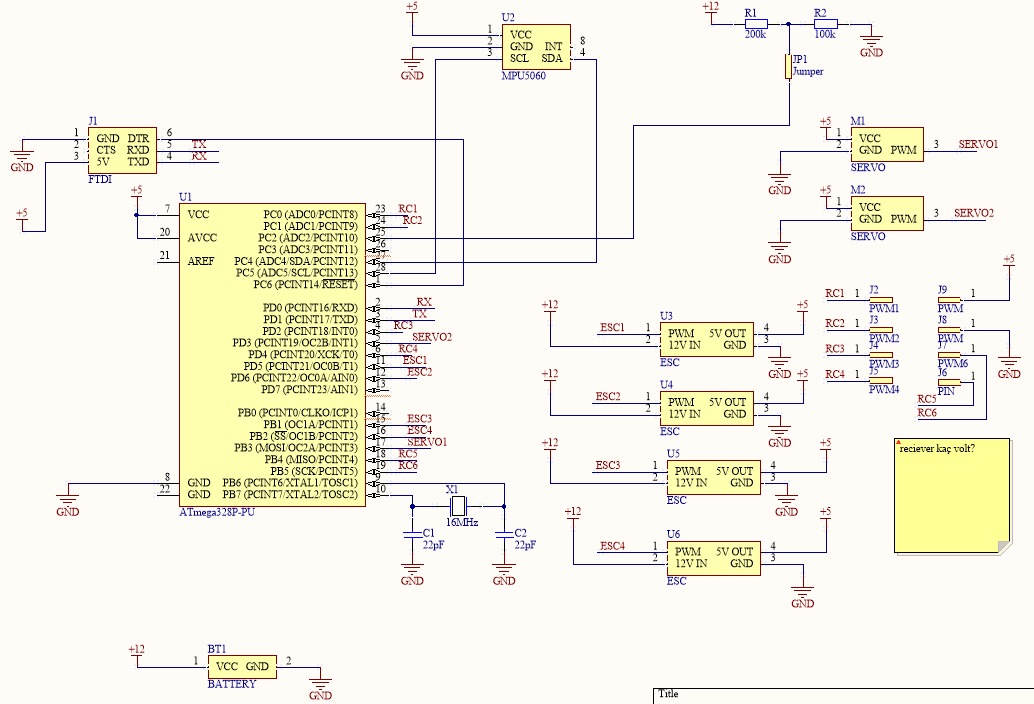 +5
U2
1 VCC
2 GND INT 8
3 SCL SDA 4
MPU5060
GND
+12
R1
200k
R2
100k
GND
JP1
Jumper
J1
1 GND DTR 6
2 CTS RXD 5 TX
3 5V TXD 4 RX
FTDI
GND
+5
+5
M1
+5
1 VCC
2 GND PWM 3 SERVO1
SERVO
GND
M2
+5
1 VCC
2 GND PWM 3 SERVO2
SERVO
GND
U1
7 VCC
20 AVCC
21 AREF
8 GND
22 GND
GND
PC0 (ADC0/PCINT8) 23 RC1
PC1 (ADC1/PCINT9) 24 RC2
PC2 (ADC2/PCINT10) 25
PC3 (ADC3/PCINT11) 26
PC4 (ADC4/SDA/PCINT12) 27
PC5 (ADC5/SCL/PCINT13) 28
PC6 (PCINT14/RESET) 1
PD0 (PCINT16/RXD) 2 RX
PD1 (PCINT17/TXD) 3 TX
PD2 (PCINT18/INT0) 4 RC3
PD3 (PCINT19/OC2B/INT1) 5 SERVO2
PD4 (PCINT20/XCK/T0) 6 RC4
PD5 (PCINT21/OC0B/T1) 11 ESC1
PD6 (PCINT22/OC0A/AIN0) 12 ESC2
PD7 (PCINT23/AIN1) 13
PB0 (PCINT0/CLKO/ICP1) 14
PB1 (OC1A/PCINT1) 15 ESC3
PB2 (SS/OC1B/PCINT2) 16 ESC4
PB3 (MOSI/OC2A/PCINT3) 17 SERVO1
PB4 (MISO/PCINT4) 18 RC5
PB5 (SCK/PCINT5) 19 RC6
PB6 (PCINT6/XTAL1/TOSC1) 9
PB7 (PCINT7/XTAL2/TOSC2) 10
ATmega328P-PU
X1
16MHz
C1
22pF
C2
22pF
GND
GND
+12
U3
+5
ESC1 1 PWM 5V OUT 4
2 12V IN GND 3
ESC
GND
+12
U4
+5
ESC2 1 PWM 5V OUT 4
2 12V IN GND 3
ESC
GND
+12
U5
+5
ESC3 1 PWM 5V OUT 4
2 12V IN GND 3
ESC
GND
+12
U6
+5
ESC4 1 PWM 5V OUT 4
2 12V IN GND 3
ESC
GND
+5
RC1 1 J2
PWM1
J9 1
PWM
RC2 1 J3
PWM2
J8 1
PWM
GND
RC3 1 J4
PWM3
J7 1
PWM6
RC4 1 J5
PWM4
J6 1
PIN
RC5
RC6
reciever kaç volt?
+12
BT1
1 VCC GND 2
BATTERY
GND
Title